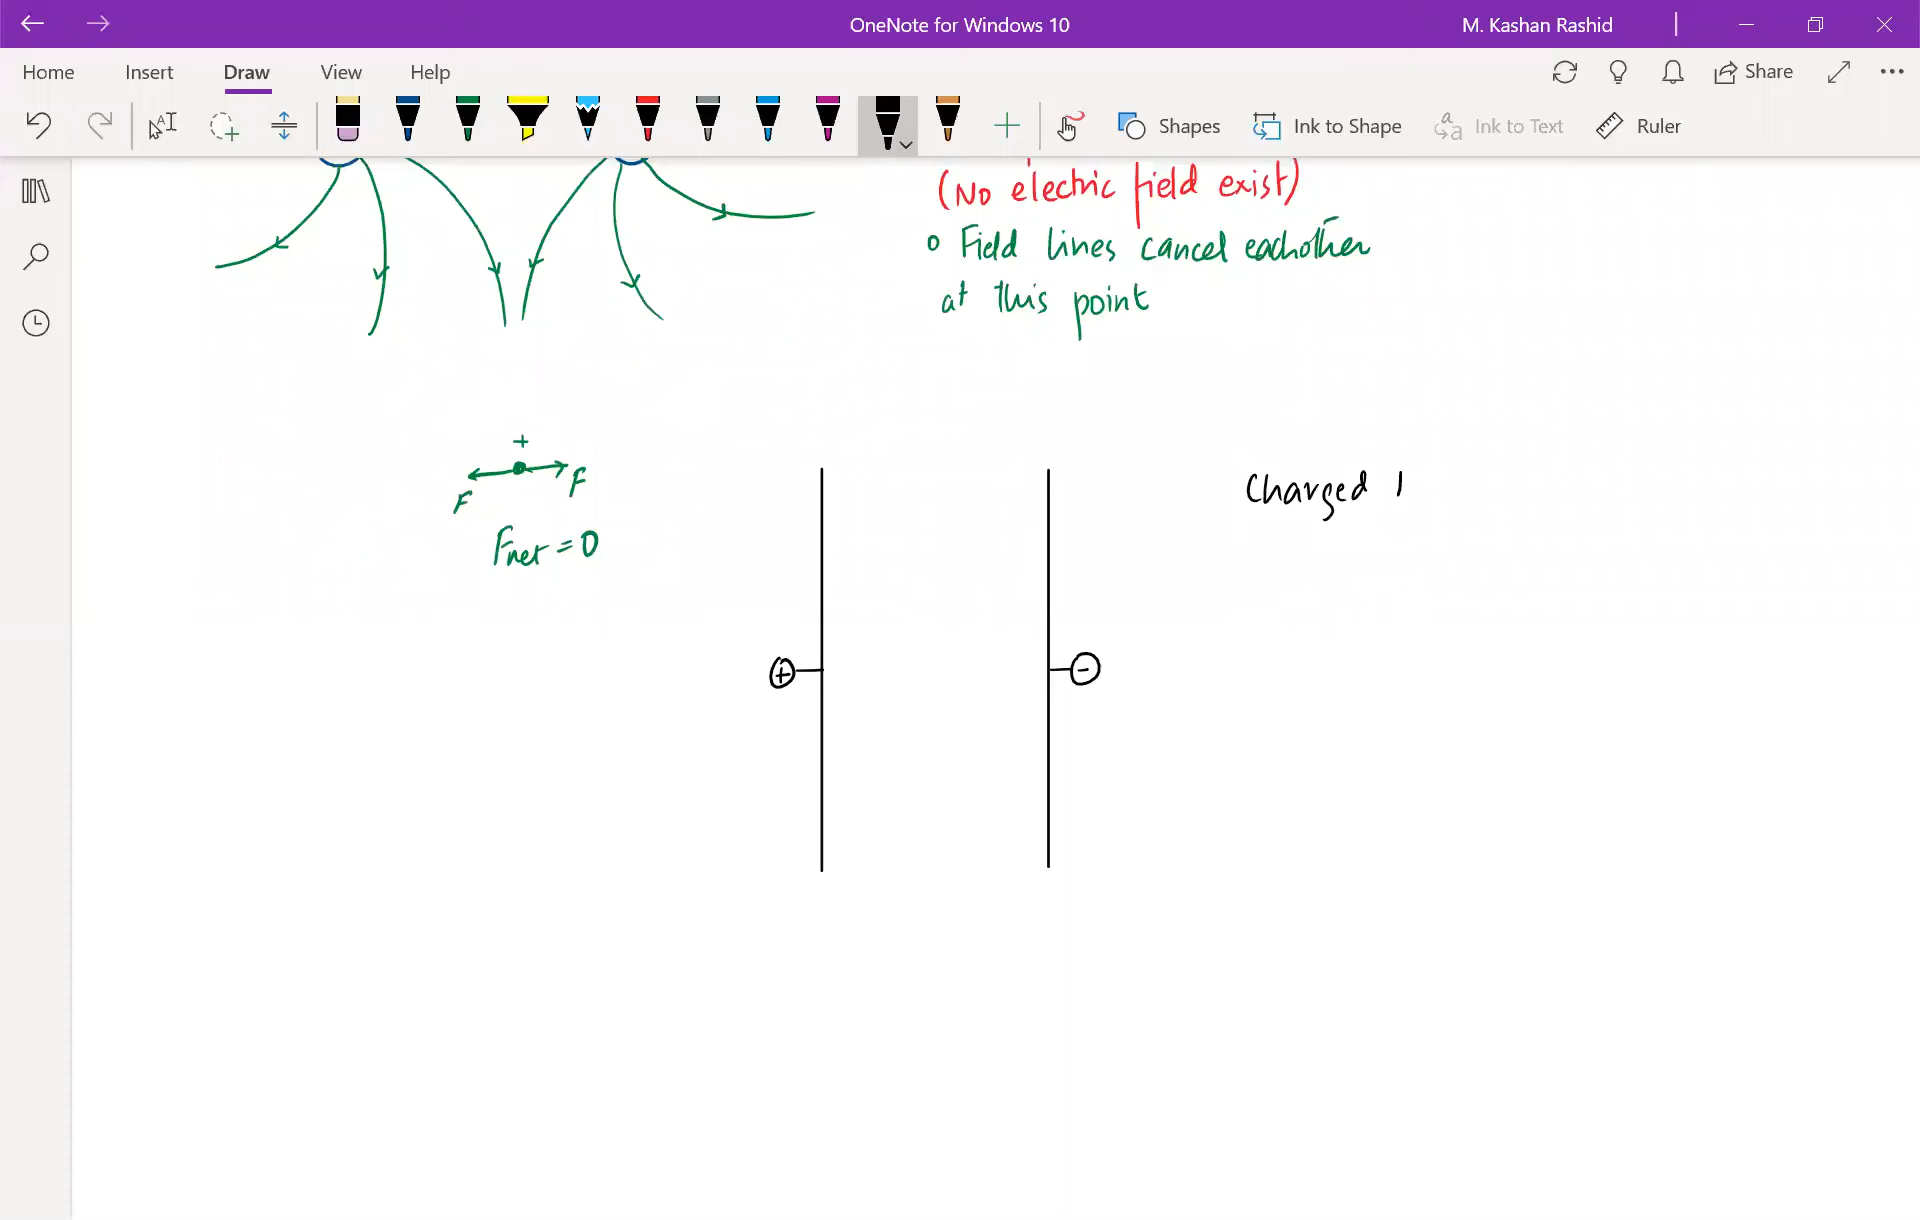 OneNote for Windows 10
M. Kashan Rashid
Home Insert Draw View Help
Share
Shapes Ink to Shape Ink to Text Ruler
(No electric field exist)
Field lines cancel eachother
at this point
+
F F
Fnet = 0
Charged
+ -